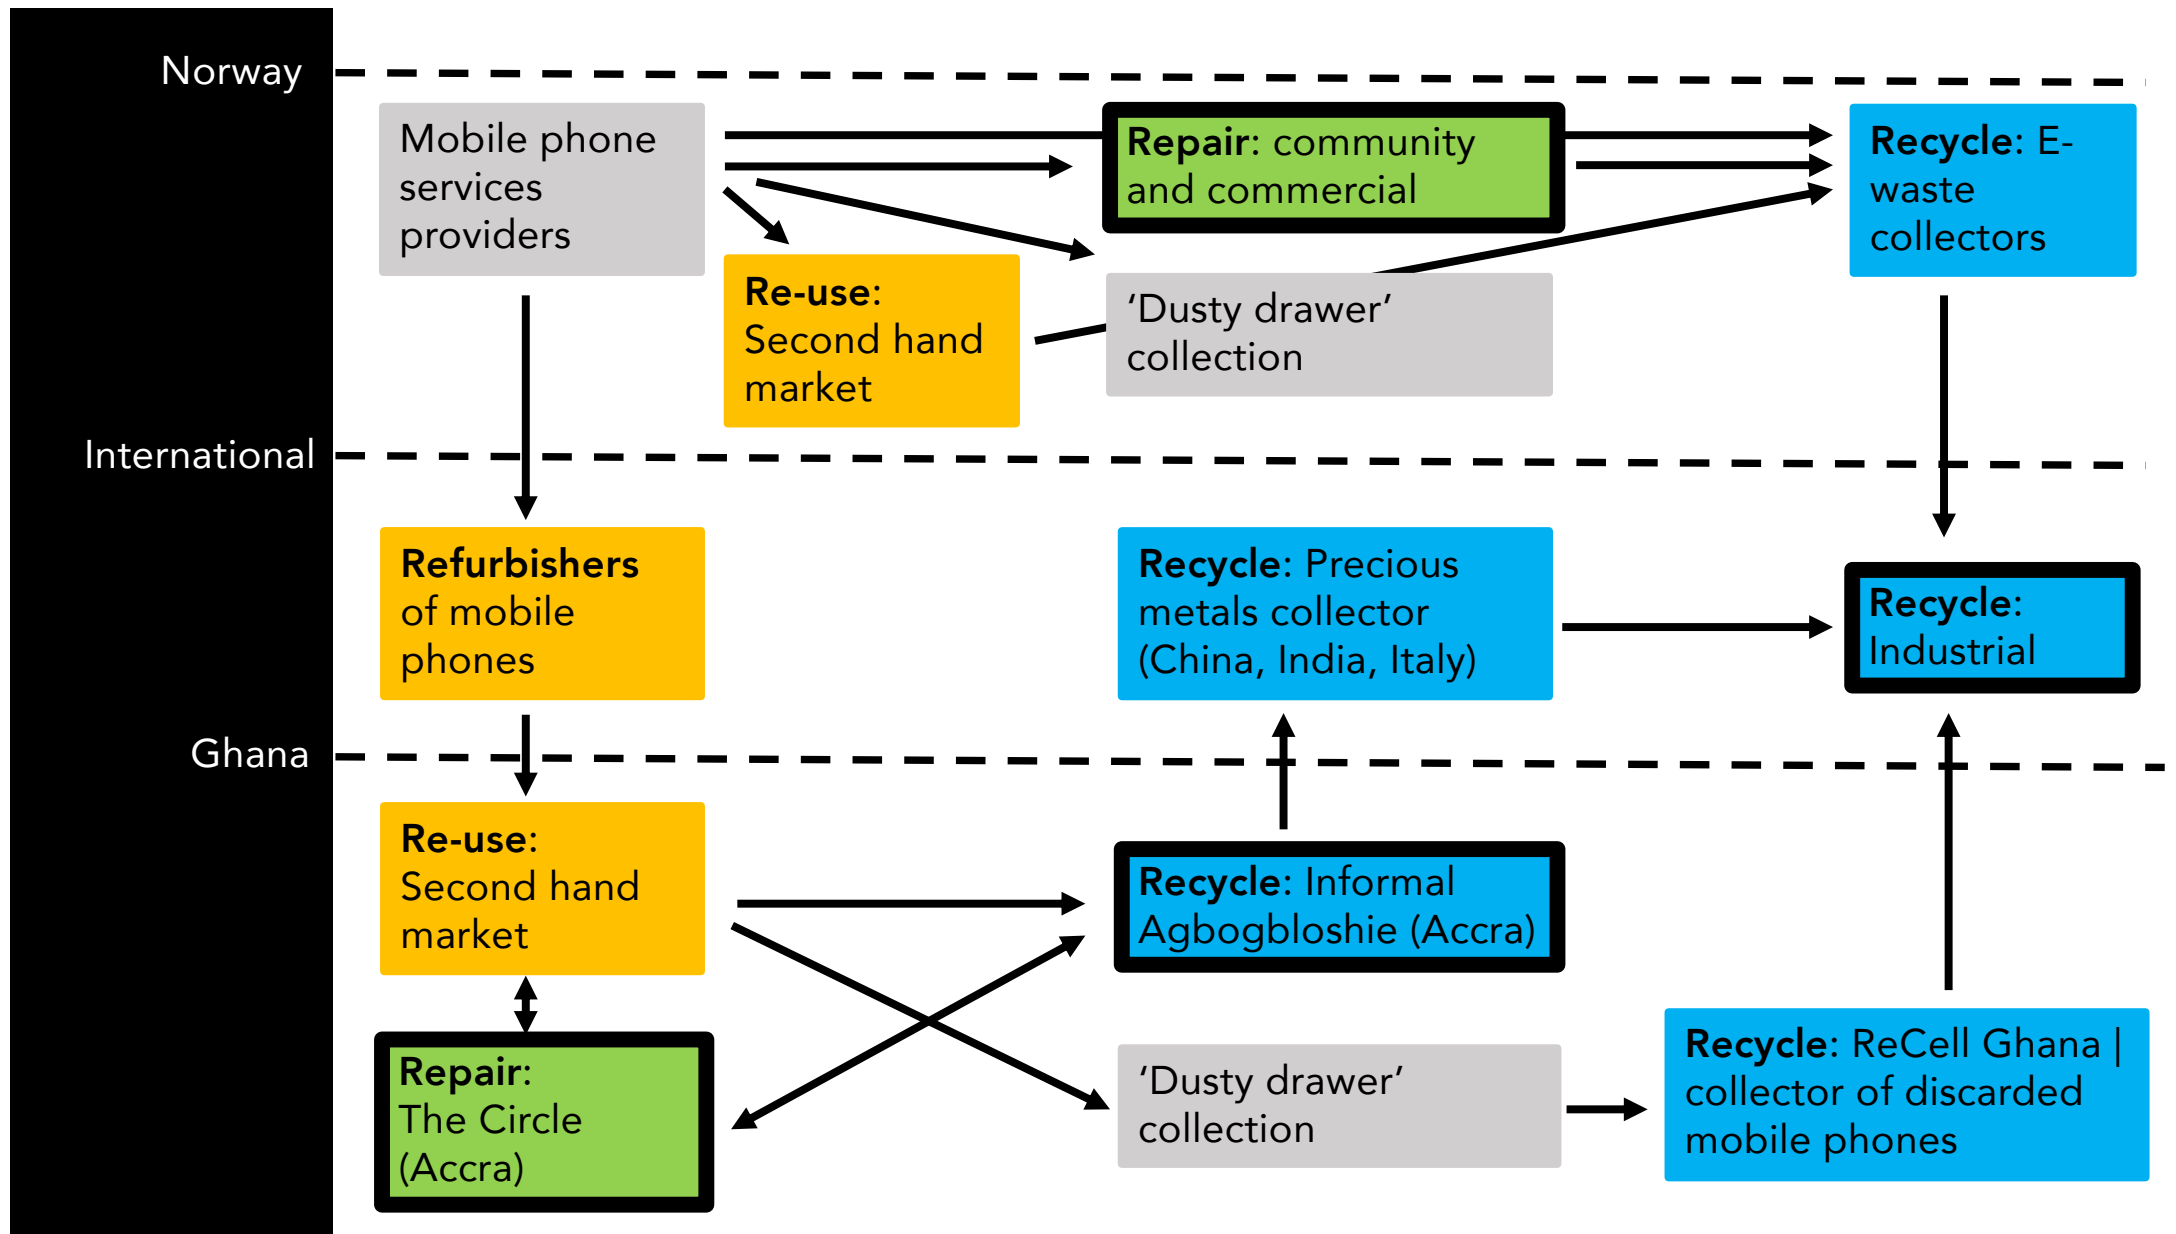 Norway
Mobile phone
services
providers
Repair: community
and commercial
Recycle: E-
waste
collectors
Re-use:
Second hand
market
‘Dusty drawer’
collection
International
Refurbishers
of mobile
phones
Recycle: Precious
metals collector
(China, India, Italy)
Recycle:
Industrial
Ghana
Re-use:
Second hand
market
Recycle: Informal
Agbogbloshie (Accra)
Repair:
The Circle
(Accra)
‘Dusty drawer’
collection
Recycle: ReCell Ghana |
collector of discarded
mobile phones